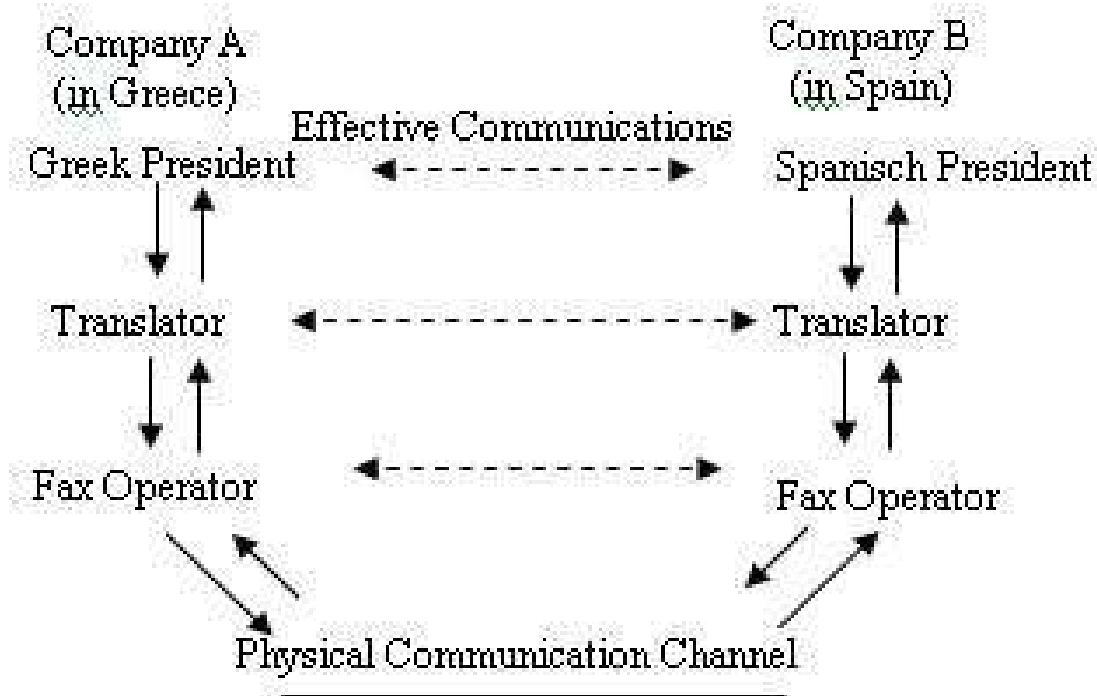 Company A
(in Greece)
Company B
(in Spain)
Effective Communications
Greek President
Spanisch President
Translator
Translator
Fax Operator
Fax Operator
Physical Communication Channel